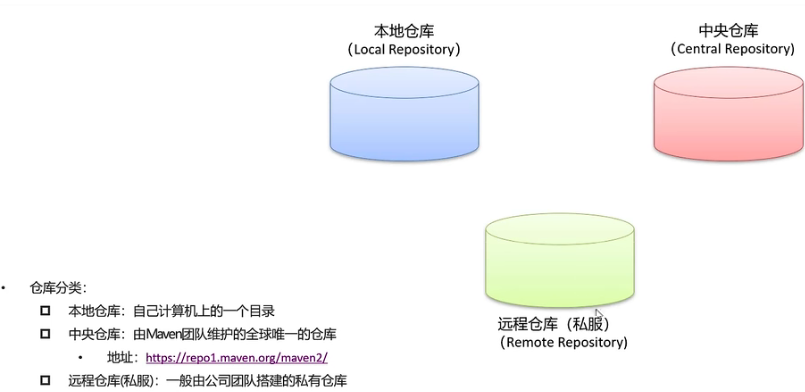 本地仓库
（Local Repository）
中央仓库
（Central Repository)
远程仓库（私服）
（Remote Repository)
• 仓库分类：
本地仓库：自己计算机上的一个目录
中央仓库：由Maven团队维护的全球唯一的仓库
• 地址：https://repo1.maven.org/maven2/
远程仓库(私服)：一般由公司团队搭建的私有仓库